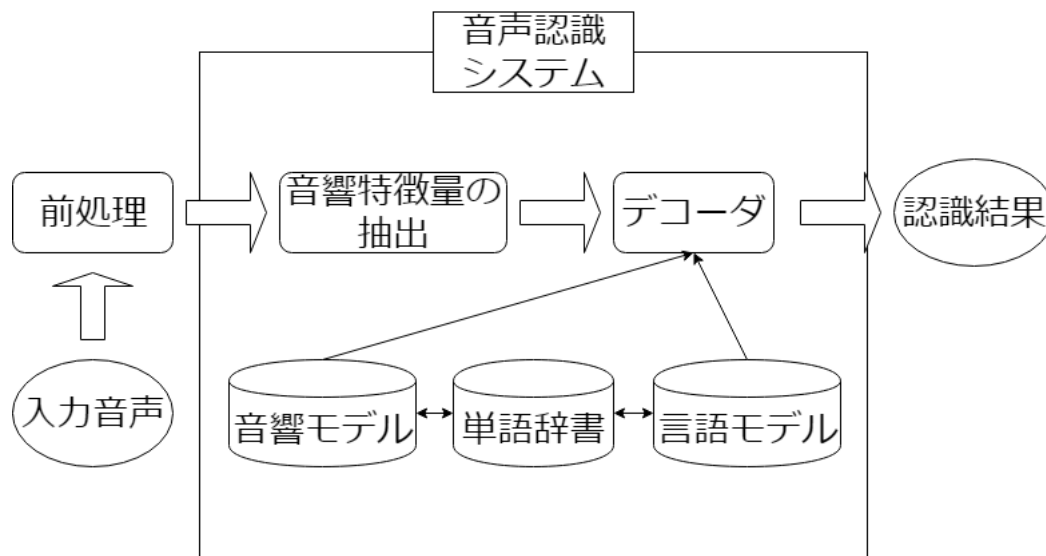 音声認識
システム
前処理
音響特徴量の
抽出
デコーダ
認識結果
入力音声
音響モデル
単語辞書
言語モデル